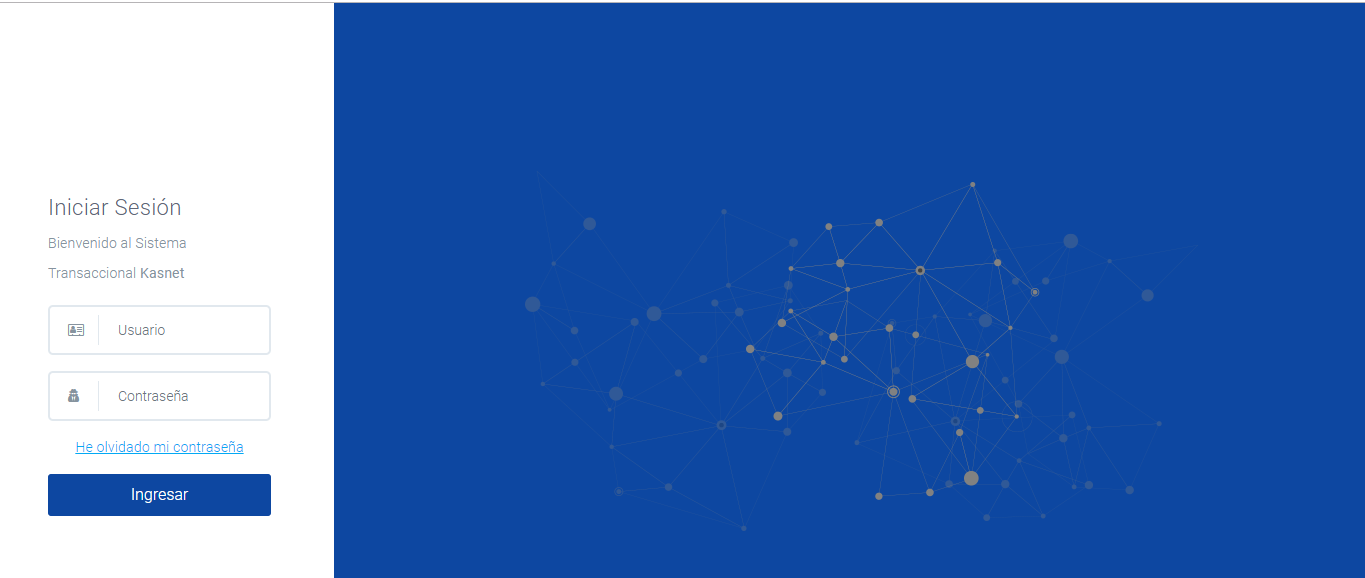 Iniciar Sesión
Bienvenido al Sistema
Transaccional Kasnet
Usuario
Contraseña
He olvidado mi contraseña
Ingresar